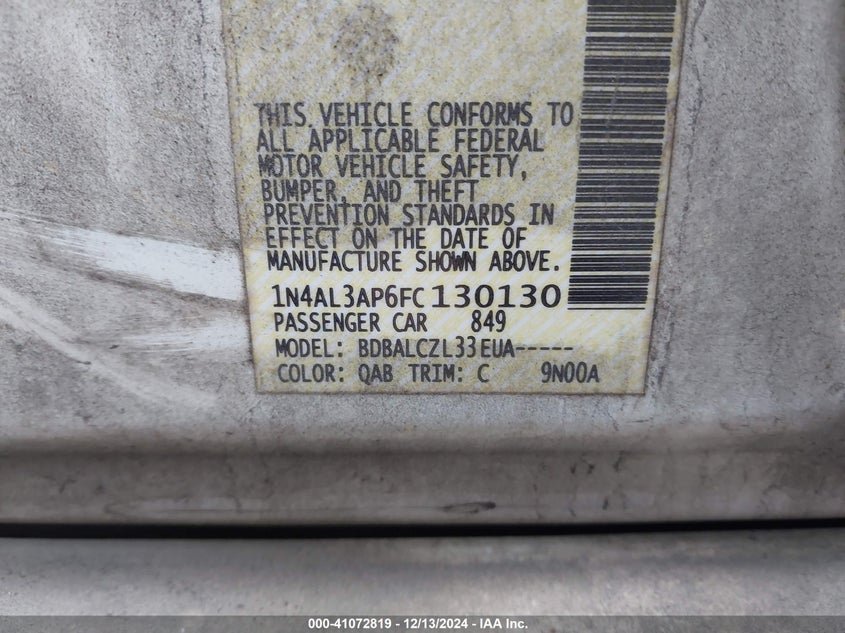 THIS VEHICLE CONFORMS TO
ALL APPLICABLE FEDERAL
MOTOR VEHICLE SAFETY,
BUMPER, AND THEFT
PREVENTION STANDARDS IN
EFFECT ON THE DATE OF
MANUFACTURE SHOWN ABOVE.
1N4AL3AP6FC130130
PASSENGER CAR 849
MODEL: BDBALCZL33EUA-----
COLOR: QAB TRIM: C 9N00A
000-41072819 - 12/13/2024 - IAA Inc.